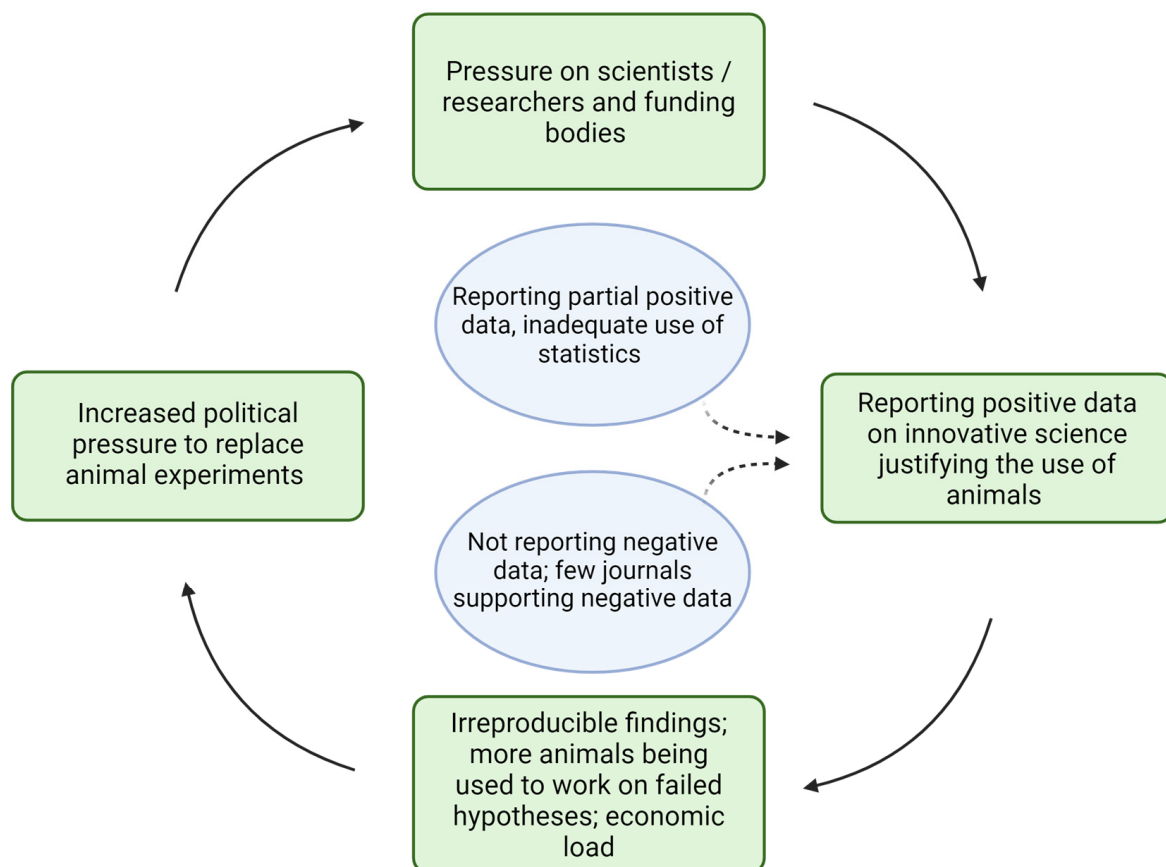 Pressure on scientists /
researchers and funding
bodies
Reporting partial positive
data, inadequate use of
statistics
Increased political
pressure to replace
animal experiments
Reporting positive data
on innovative science
justifying the use of
animals
Not reporting negative
data; few journals
supporting negative data
Irreproducible findings;
more animals being
used to work on failed
hypotheses; economic
load